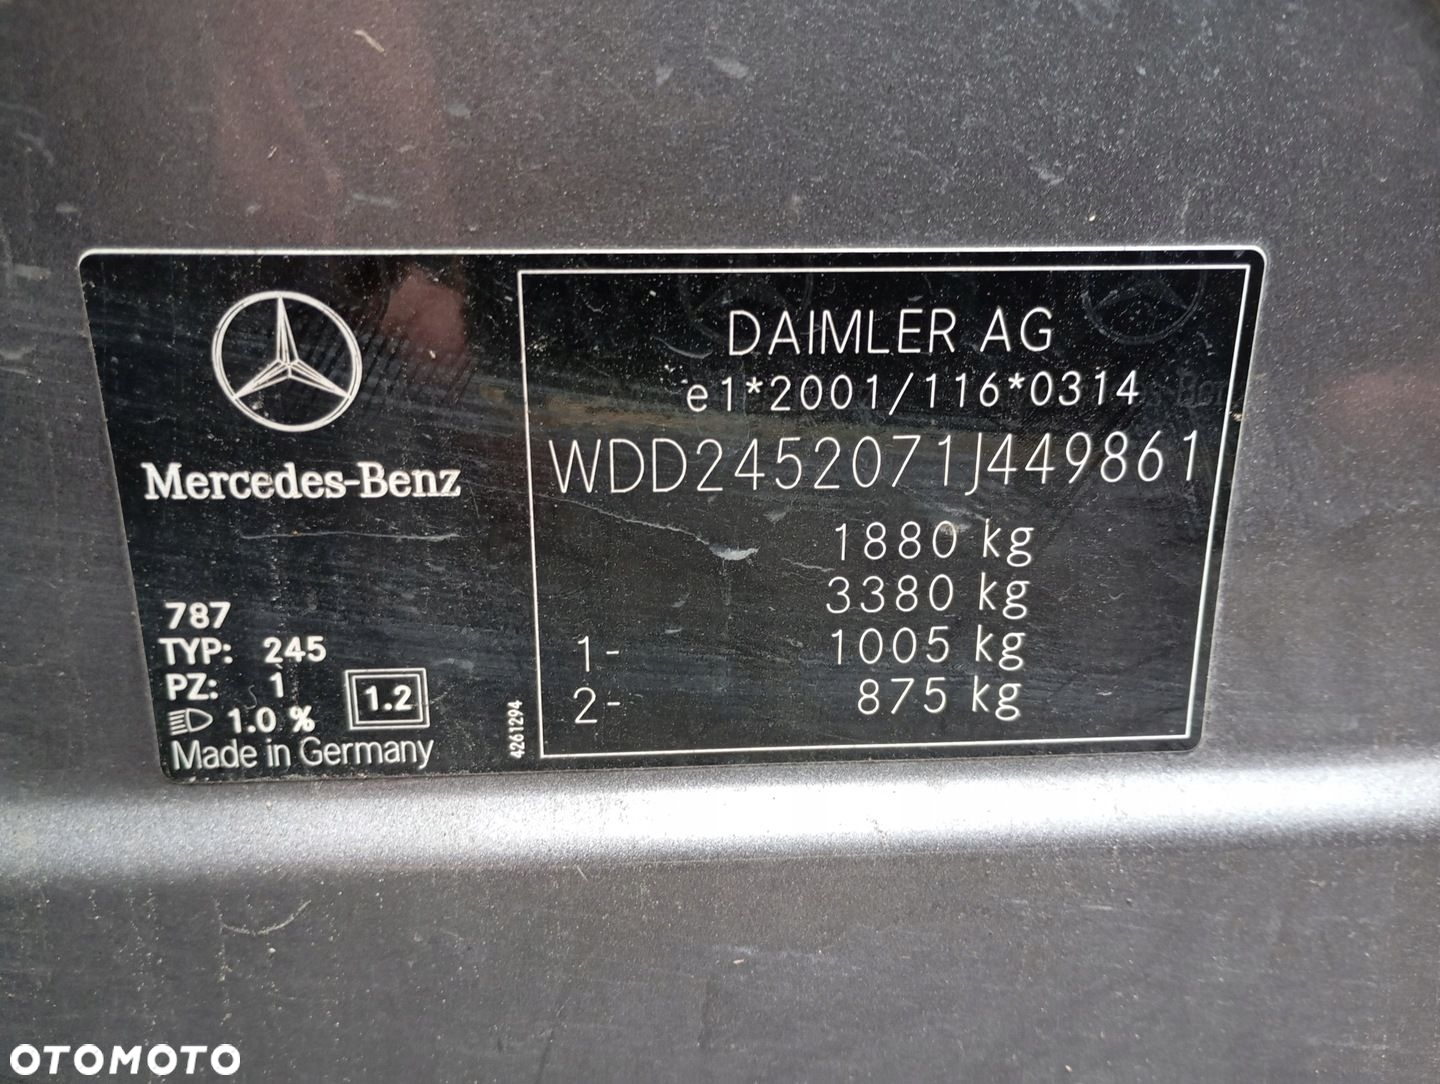 Mercedes-Benz
787
TYP: 245
PZ: 1
1.0 %
1.2
Made in Germany
4261294
DAIMLER AG
e1*2001/116*0314
WDD2452071J449861
1880 kg
3380 kg
1- 1005 kg
2- 875 kg
OTOMOTO